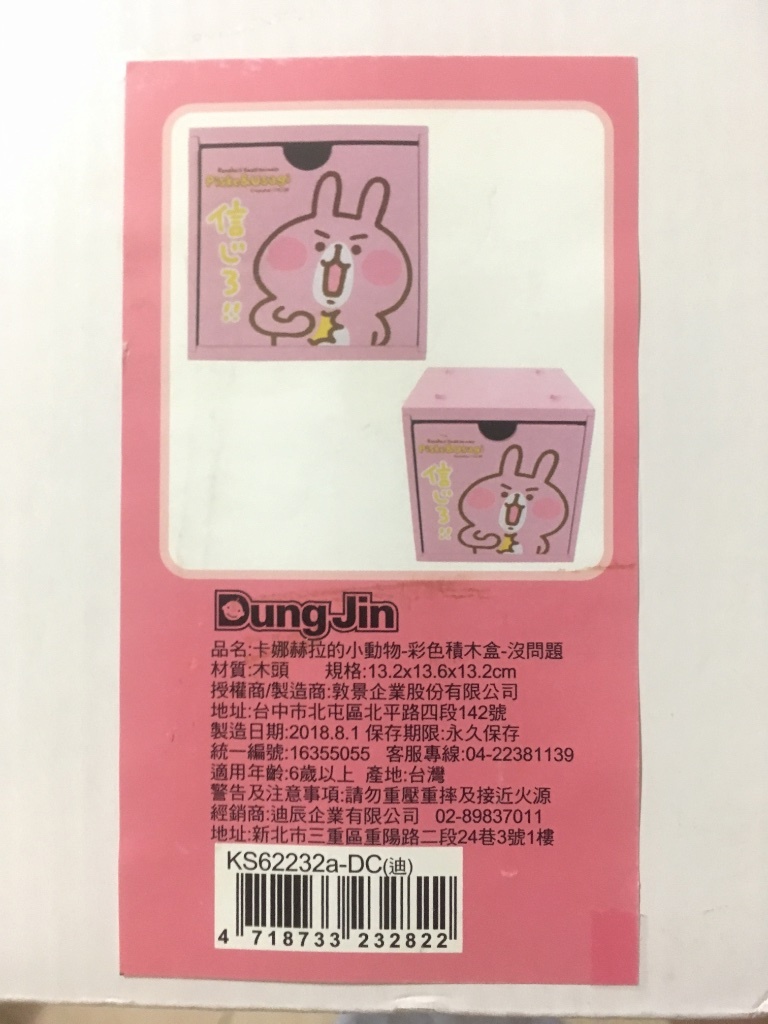 Piske&Usagi
信じろ!!
Piske&Usagi
信じろ!!
DungJin
品名:卡娜赫拉的小動物-彩色積木盒-沒問題
材質:木頭 規格:13.2x13.6x13.2cm
授權商/製造商:敦景企業股份有限公司
地址:台中市北屯區北平路四段142號
製造日期:2018.8.1 保存期限:永久保存
統一編號:16355055 客服專線:04-22381139
適用年齡:6歲以上 產地:台灣
警告及注意事項:請勿重壓重摔及接近火源
經銷商:迪辰企業有限公司 02-89837011
地址:新北市三重區重陽路二段24巷3號1樓
KS62232a-DC(迪)
4 718733 232822